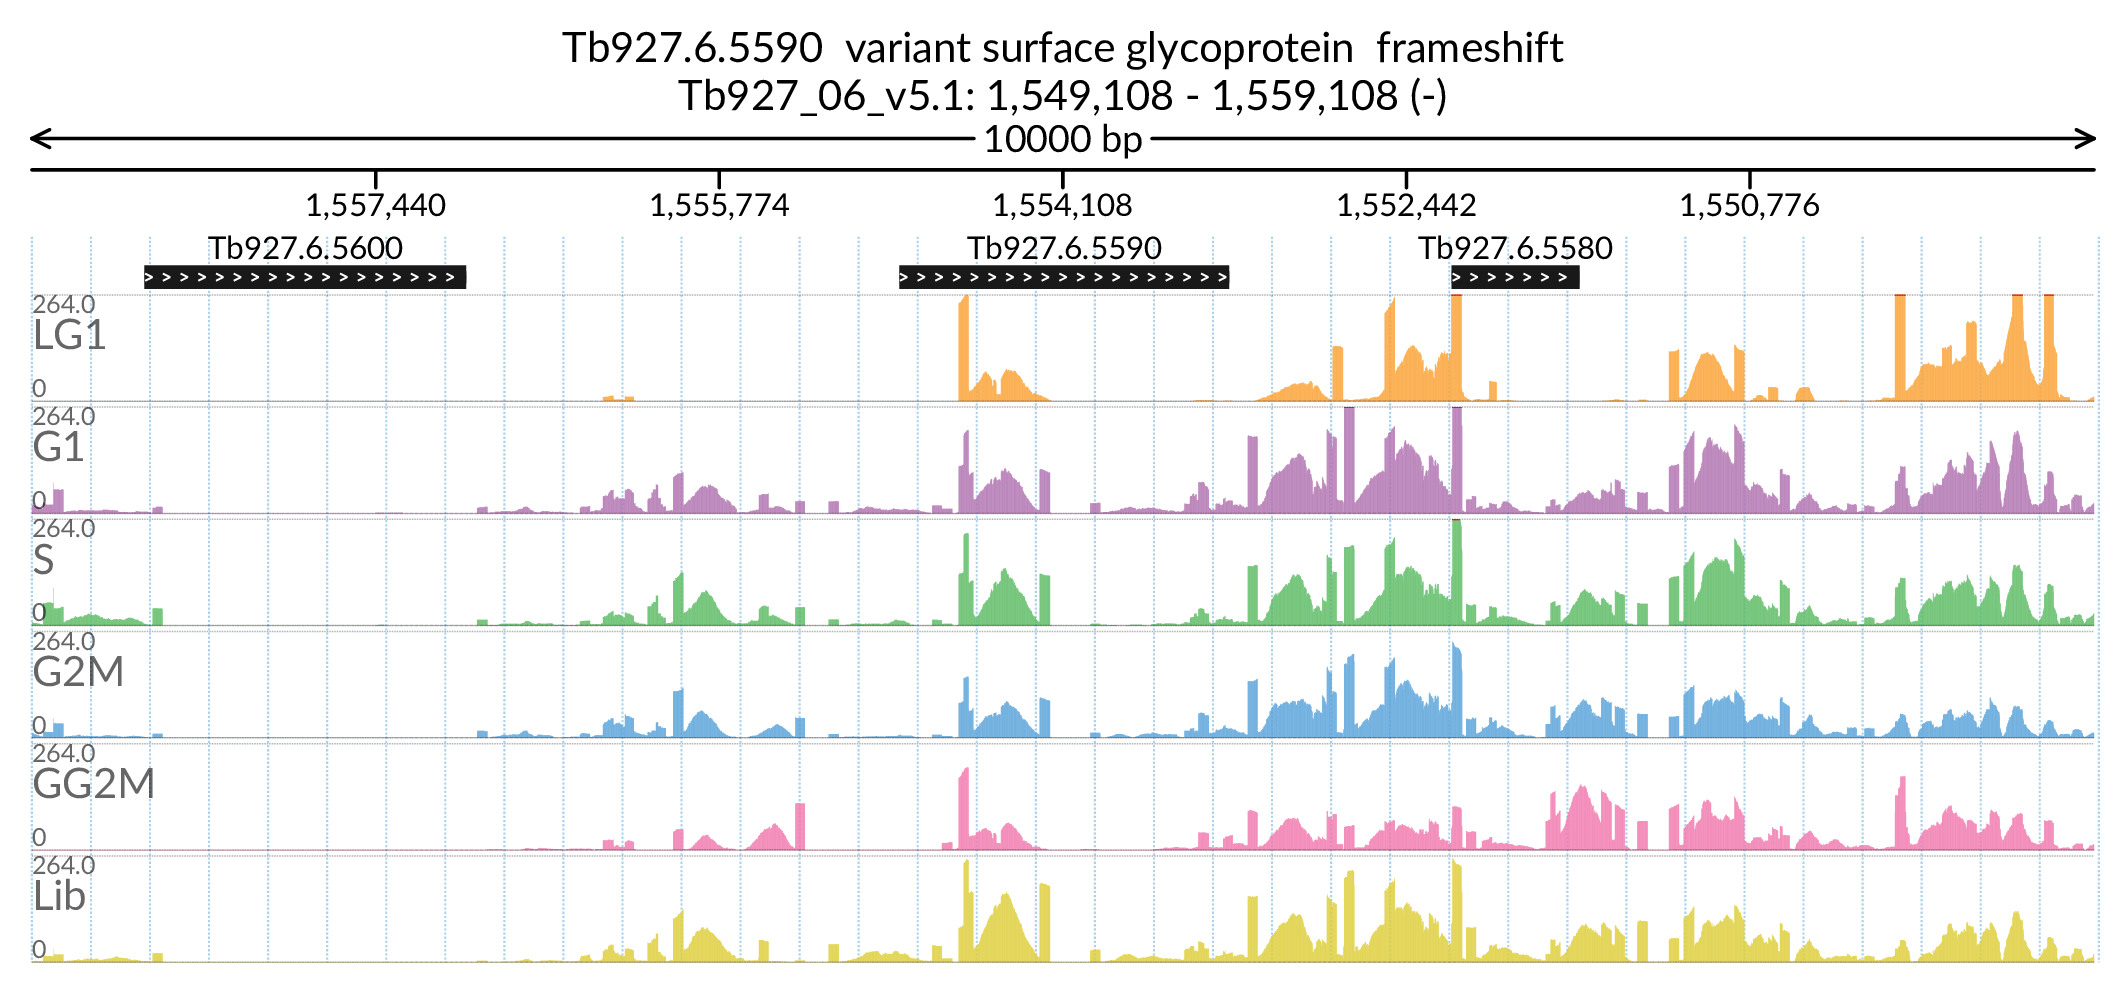 Tb927.6.5590 variant surface glycoprotein frameshift
Tb927_06_v5.1: 1,549,108 - 1,559,108 (-)
10000 bp
1,557,440 1,555,774 1,554,108 1,552,442 1,550,776
Tb927.6.5600 Tb927.6.5590 Tb927.6.5580
264.0
LG1
0
264.0
G1
0
264.0
S
0
264.0
G2M
0
264.0
GG2M
0
264.0
Lib
0